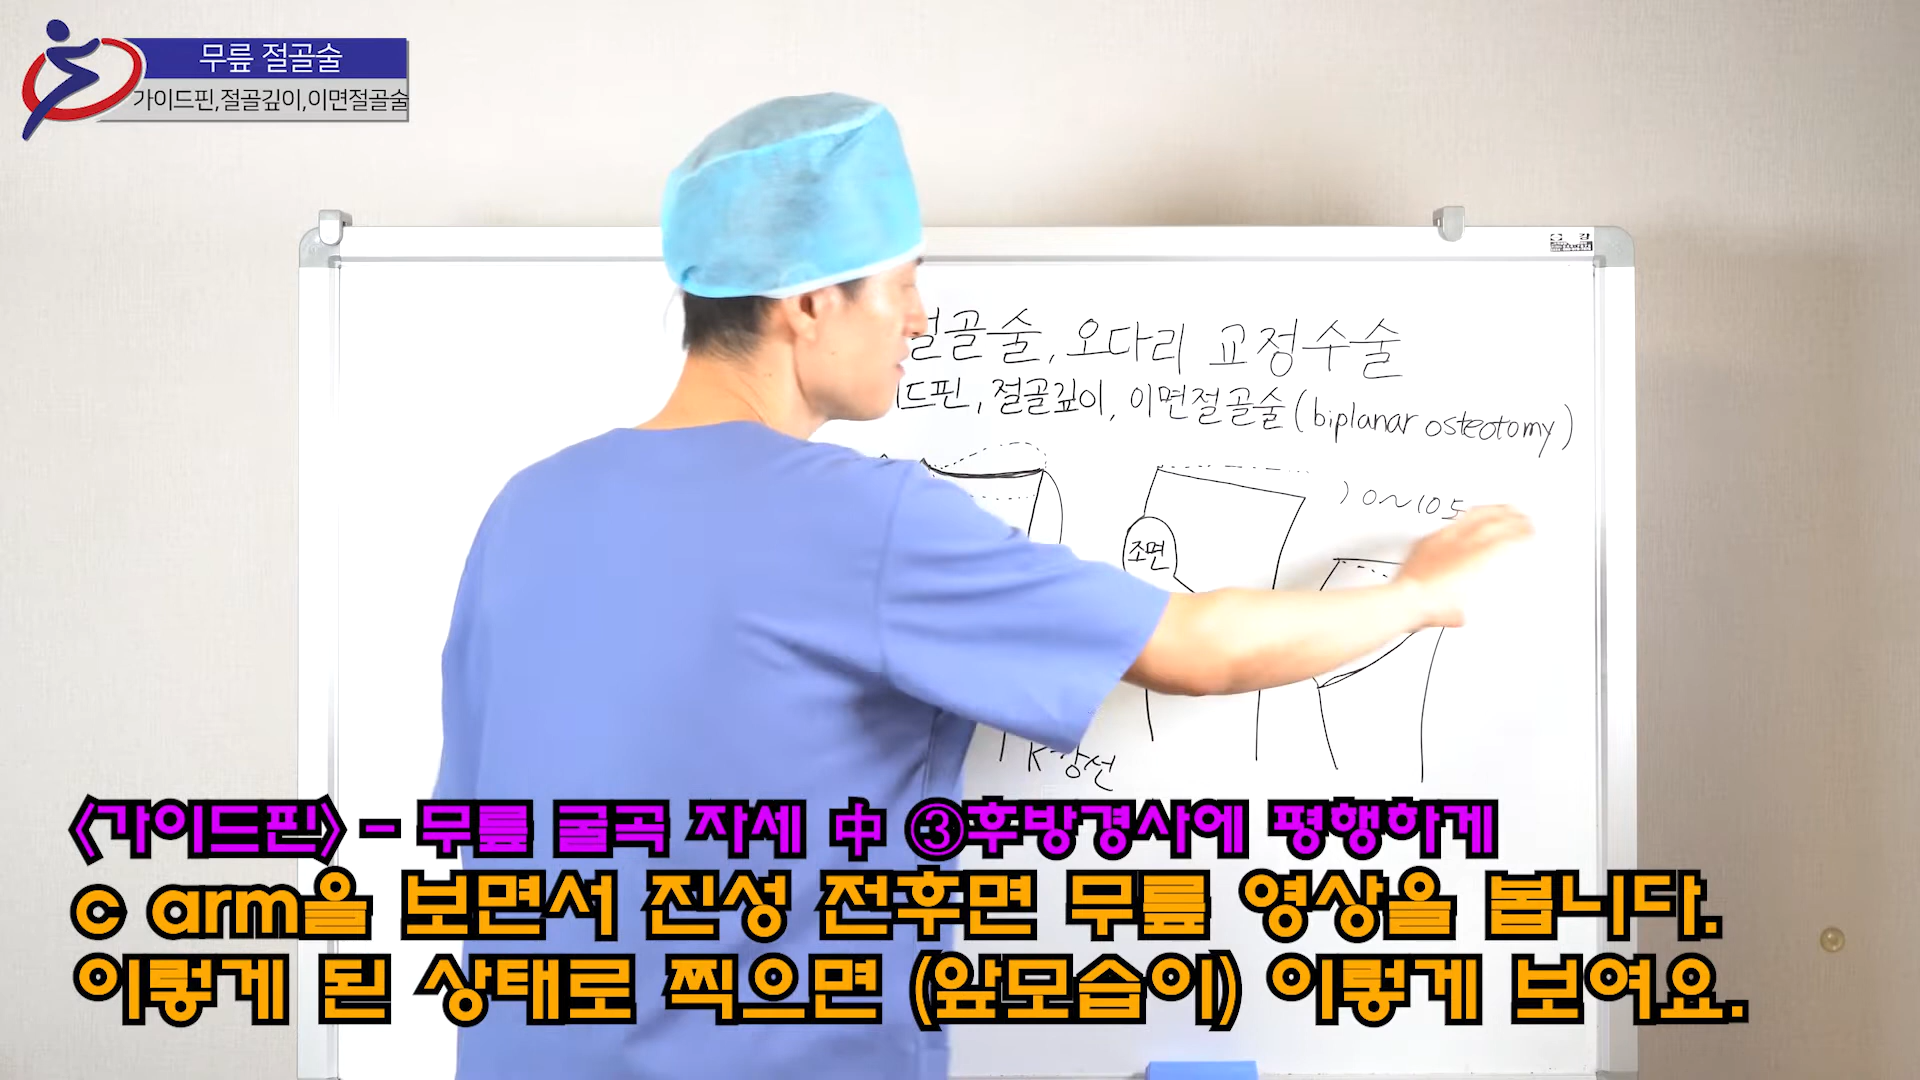 무릎 절골술
가이드핀,절골깊이,이면절골술
절골술, 오다리 교정수술
드핀, 절골깊이, 이면절골술 (biplanar osteotomy)
) 0~10도
조면
K-강선
<가이드핀> - 무릎 굴곡 자세 中 ③후방경사에 평행하게
c arm을 보면서 진성 전후면 무릎 영상을 봅니다.
이렇게 된 상태로 찍으면 (앞모습이) 이렇게 보여요.